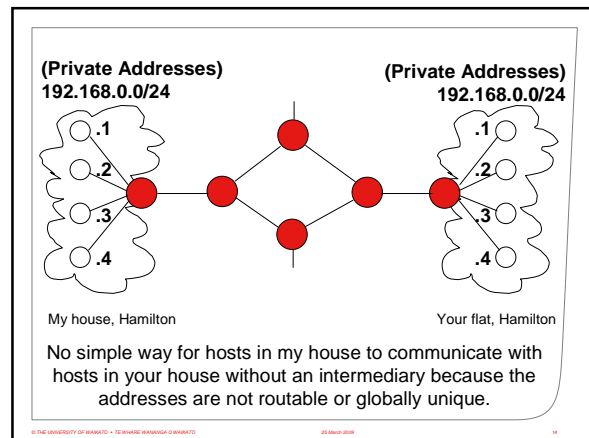 (Private Addresses)
192.168.0.0/24
(Private Addresses)
192.168.0.0/24
.1
.2
.3
.4
.1
.2
.3
.4
My house, Hamilton
Your flat, Hamilton
No simple way for hosts in my house to communicate with
hosts in your house without an intermediary because the
addresses are not routable or globally unique.
© THE UNIVERSITY OF WAIKATO • TE WHARE WANANGA O WAIKATO
25 March 2009
14